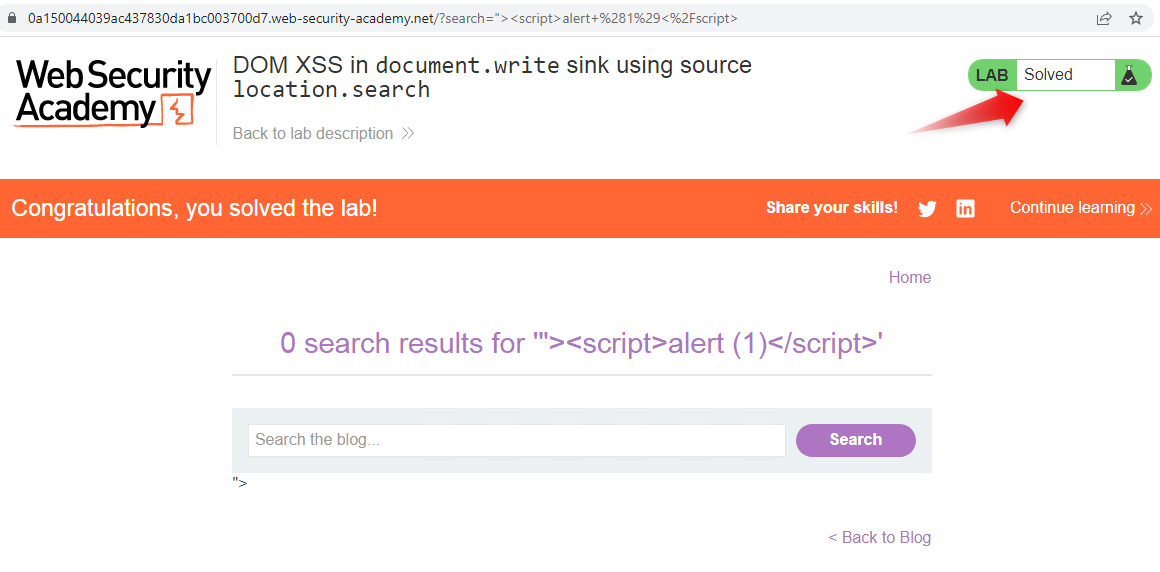 0a150044039ac437830da1bc003700d7.web-security-academy.net/?search="><script>alert+%281%29<%2Fscript>
Web Security
Academy
DOM XSS in document.write sink using source
location.search
Back to lab description
LAB Solved
Congratulations, you solved the lab!
Share your skills!
Continue learning
Home
0 search results for '"><script>alert (1)</script>'
Search the blog...
Search
">
< Back to Blog